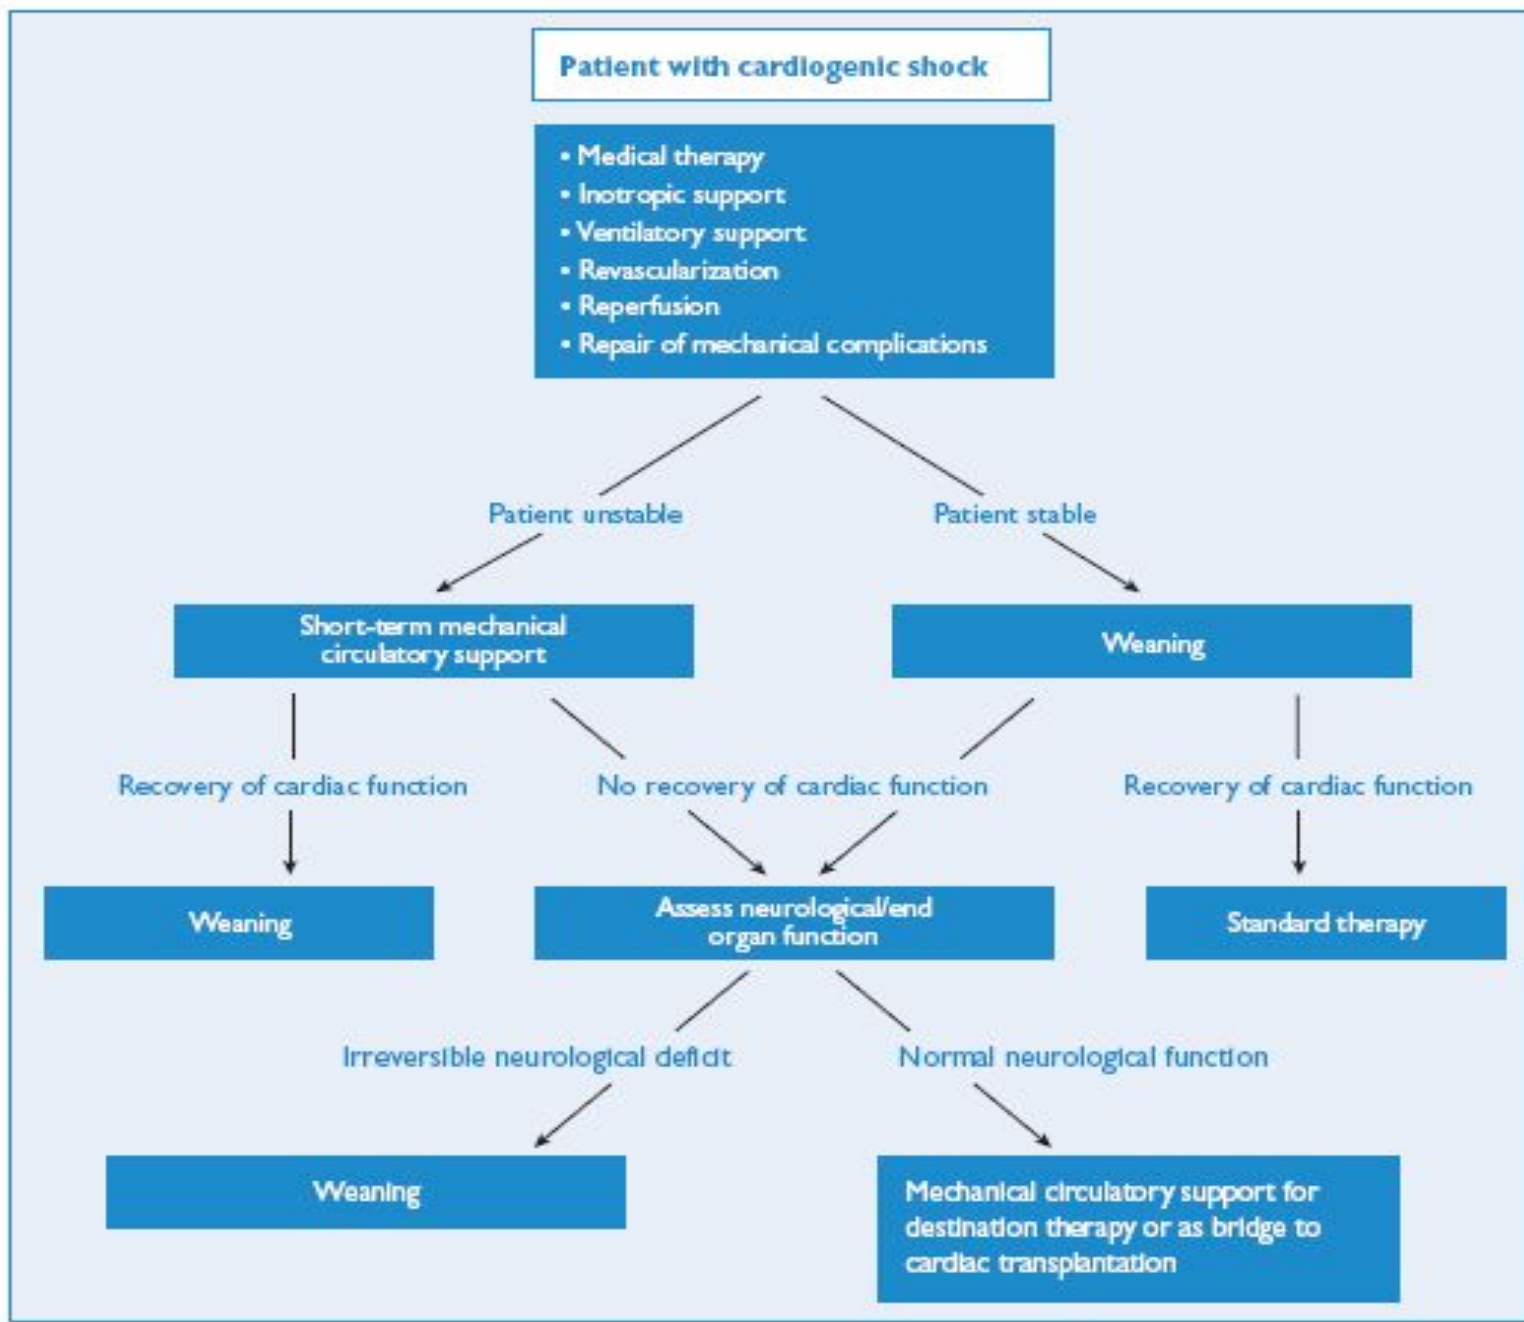 Patient with cardiogenic shock
• Medical therapy
• Inotropic support
• Ventilatory support
• Revascularization
• Reperfusion
• Repair of mechanical complications
Patient unstable
Patient stable
Short-term mechanical
circulatory support
Weaning
Recovery of cardiac function
No recovery of cardiac function
Recovery of cardiac function
Weaning
Assess neurological/end
organ function
Standard therapy
Irreversible neurological deficit
Normal neurological function
Weaning
Mechanical circulatory support for
destination therapy or as bridge to
cardiac transplantation